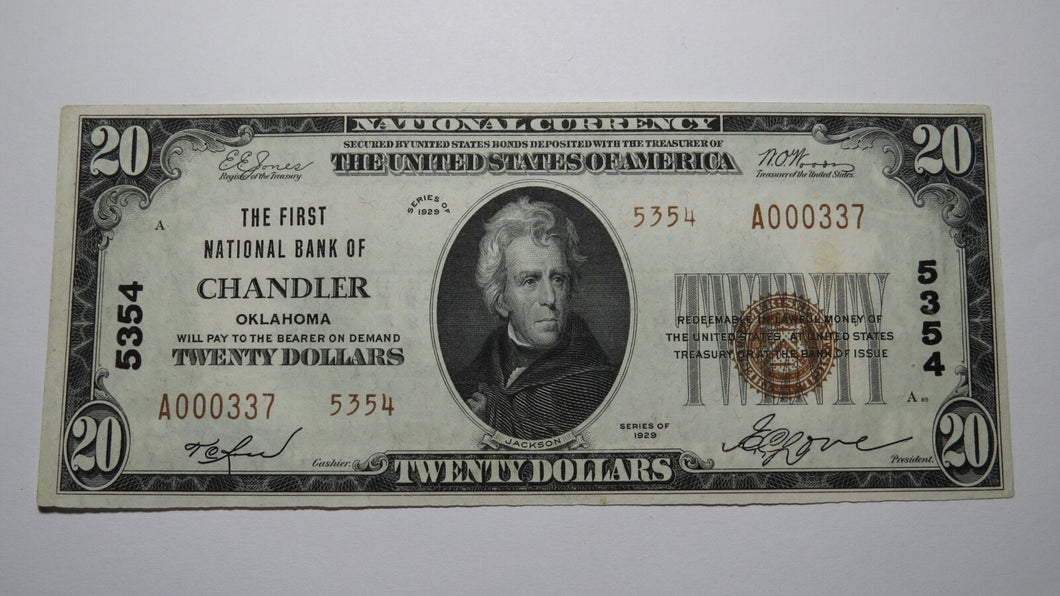 NATIONAL CURRENCY
SECURED BY UNITED STATES BONDS DEPOSITED WITH THE TREASURER OF
THE UNITED STATES OF AMERICA
20
20
E.E. Jones
Register of the Treasury.
W.O. Woods
Treasurer of the United States.
SERIES OF
1929
A
THE FIRST
NATIONAL BANK OF
CHANDLER
OKLAHOMA
WILL PAY TO THE BEARER ON DEMAND
TWENTY DOLLARS
5354 A000337
5354
5354
TWENTY
REDEEMABLE IN LAWFUL MONEY OF
THE UNITED STATES, AT UNITED STATES
TREASURY OR AT THE BANK OF ISSUE
A000337 5354
A 89
SERIES OF
1929
JACKSON
Cashier.
President.
20
TWENTY DOLLARS
20